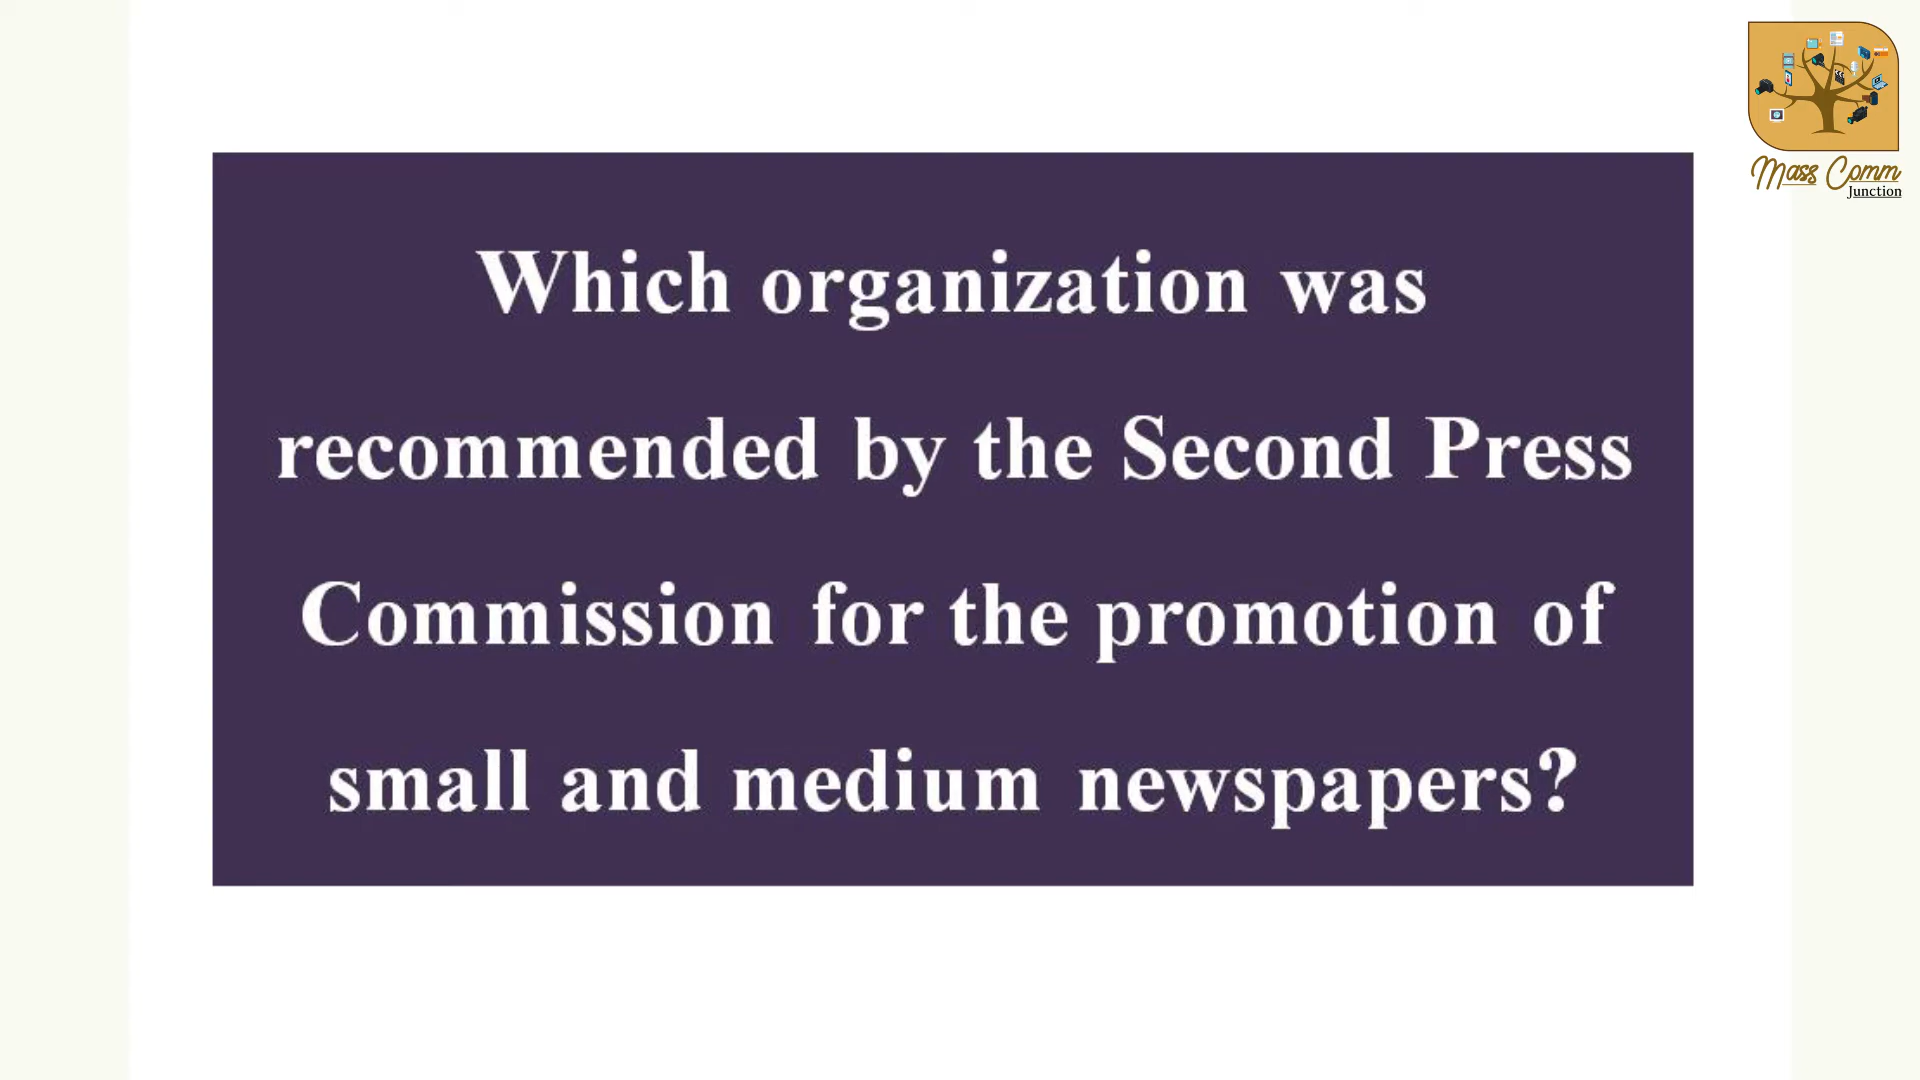 Mass Comm
Junction
Which organization was
recommended by the Second Press
Commission for the promotion of
small and medium newspapers?